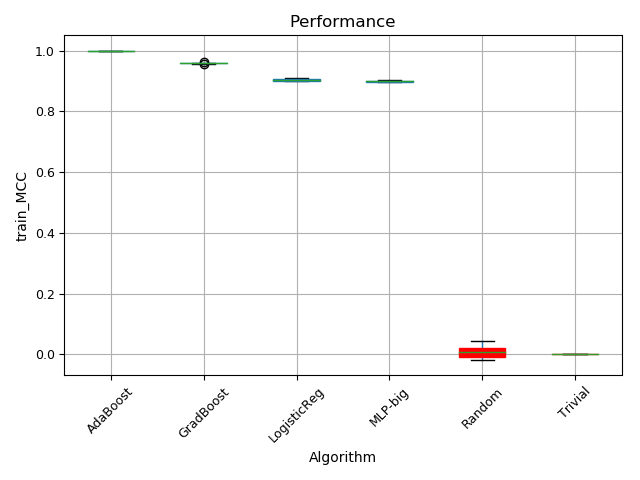 Performance
train_MCC
1.0
0.8
0.6
0.4
0.2
0.0
AdaBoost
GradBoost
LogisticReg
MLP-big
Random
Trivial
Algorithm